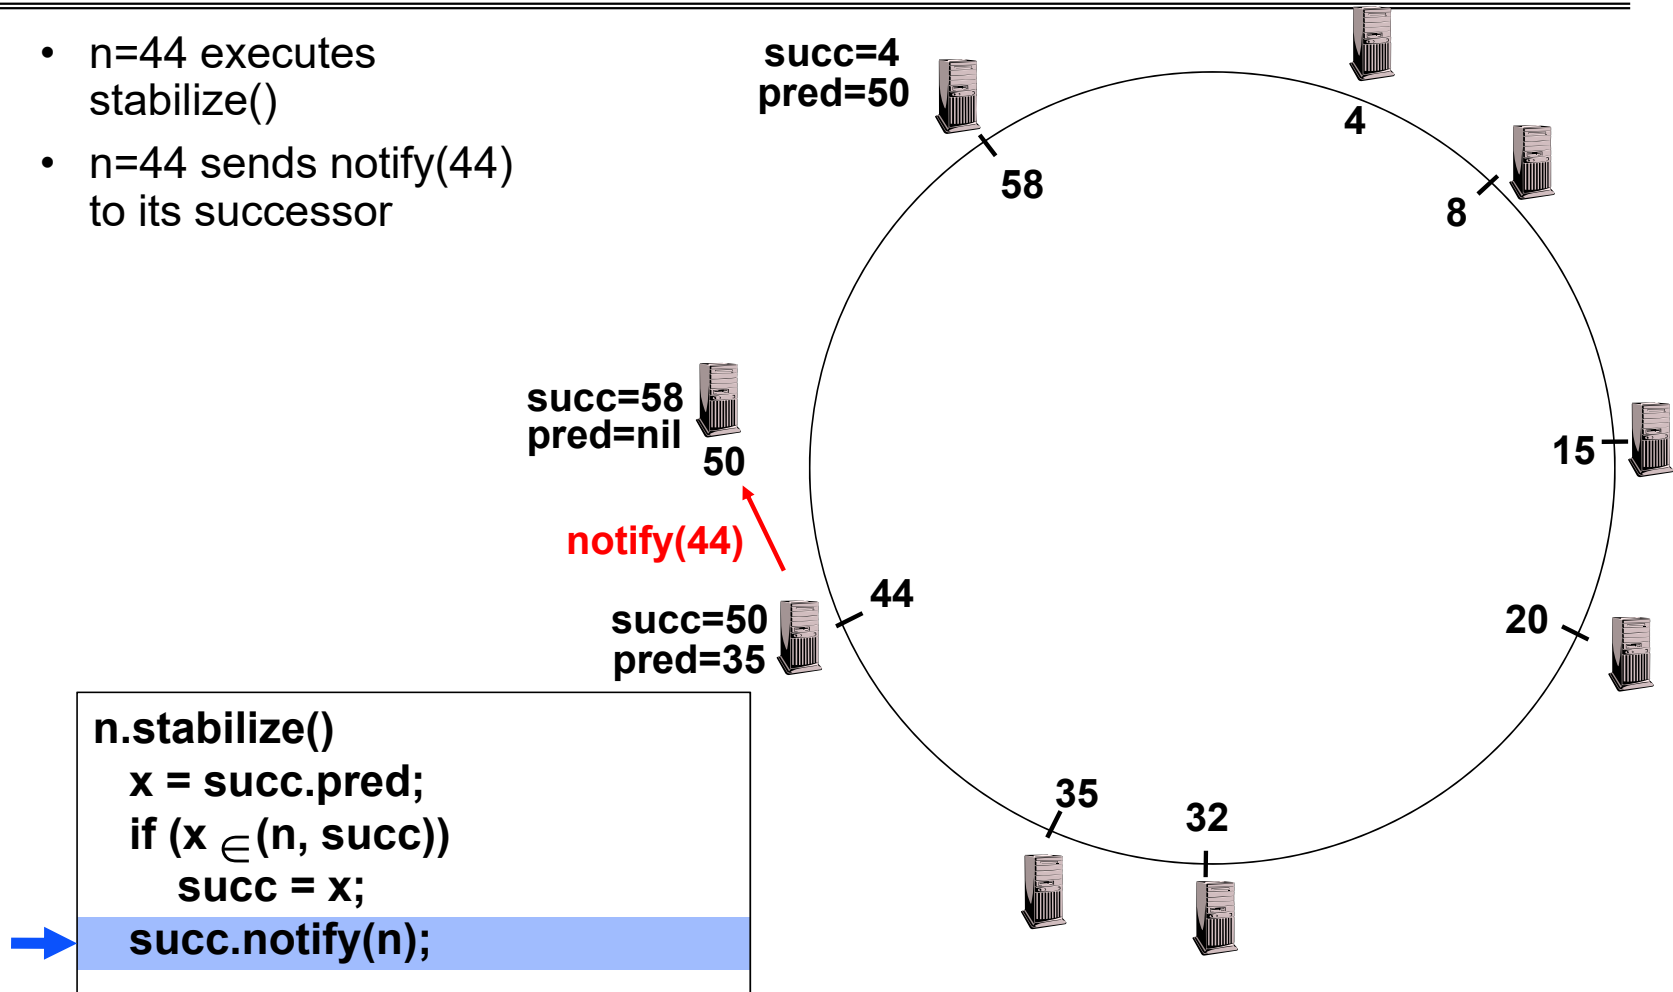 • n=44 executes
stabilize()
• n=44 sends notify(44)
to its successor
succ=4
pred=50
4
58
8
succ=58
pred=nil
50
15
notify(44)
44
succ=50
pred=35
20
35
32
n.stabilize()
x = succ.pred;
if (x ∈ (n, succ))
succ = x;
succ.notify(n);